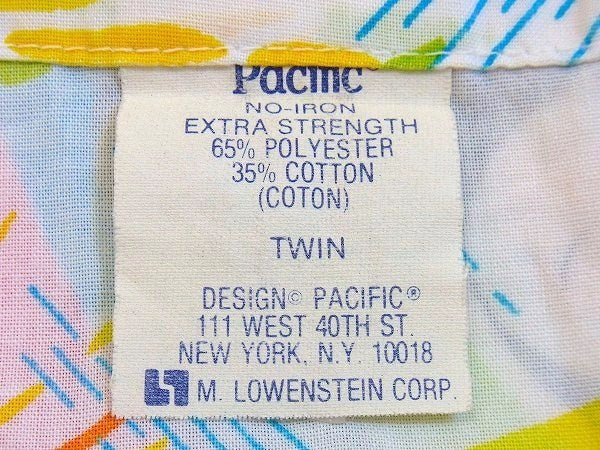 Pacific®
NO-IRON
EXTRA STRENGTH
65% POLYESTER
35% COTTON
(COTON)
TWIN
DESIGN© PACIFIC®
111 WEST 40TH ST.
NEW YORK, N.Y. 10018
M. LOWENSTEIN CORP.